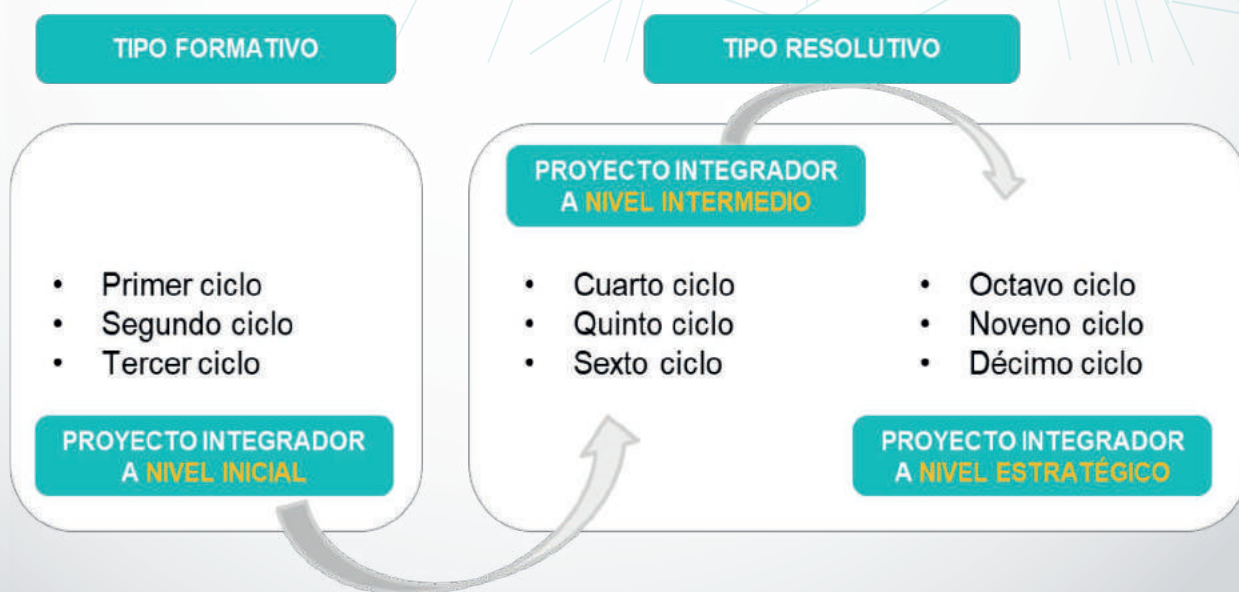 TIPO FORMATIVO
• Primer ciclo
• Segundo ciclo
• Tercer ciclo
PROYECTO INTEGRADOR
A NIVEL INICIAL
TIPO RESOLUTIVO
PROYECTO INTEGRADOR
A NIVEL INTERMEDIO
• Cuarto ciclo
• Quinto ciclo
• Sexto ciclo
• Octavo ciclo
• Noveno ciclo
• Décimo ciclo
PROYECTO INTEGRADOR
A NIVEL ESTRATÉGICO